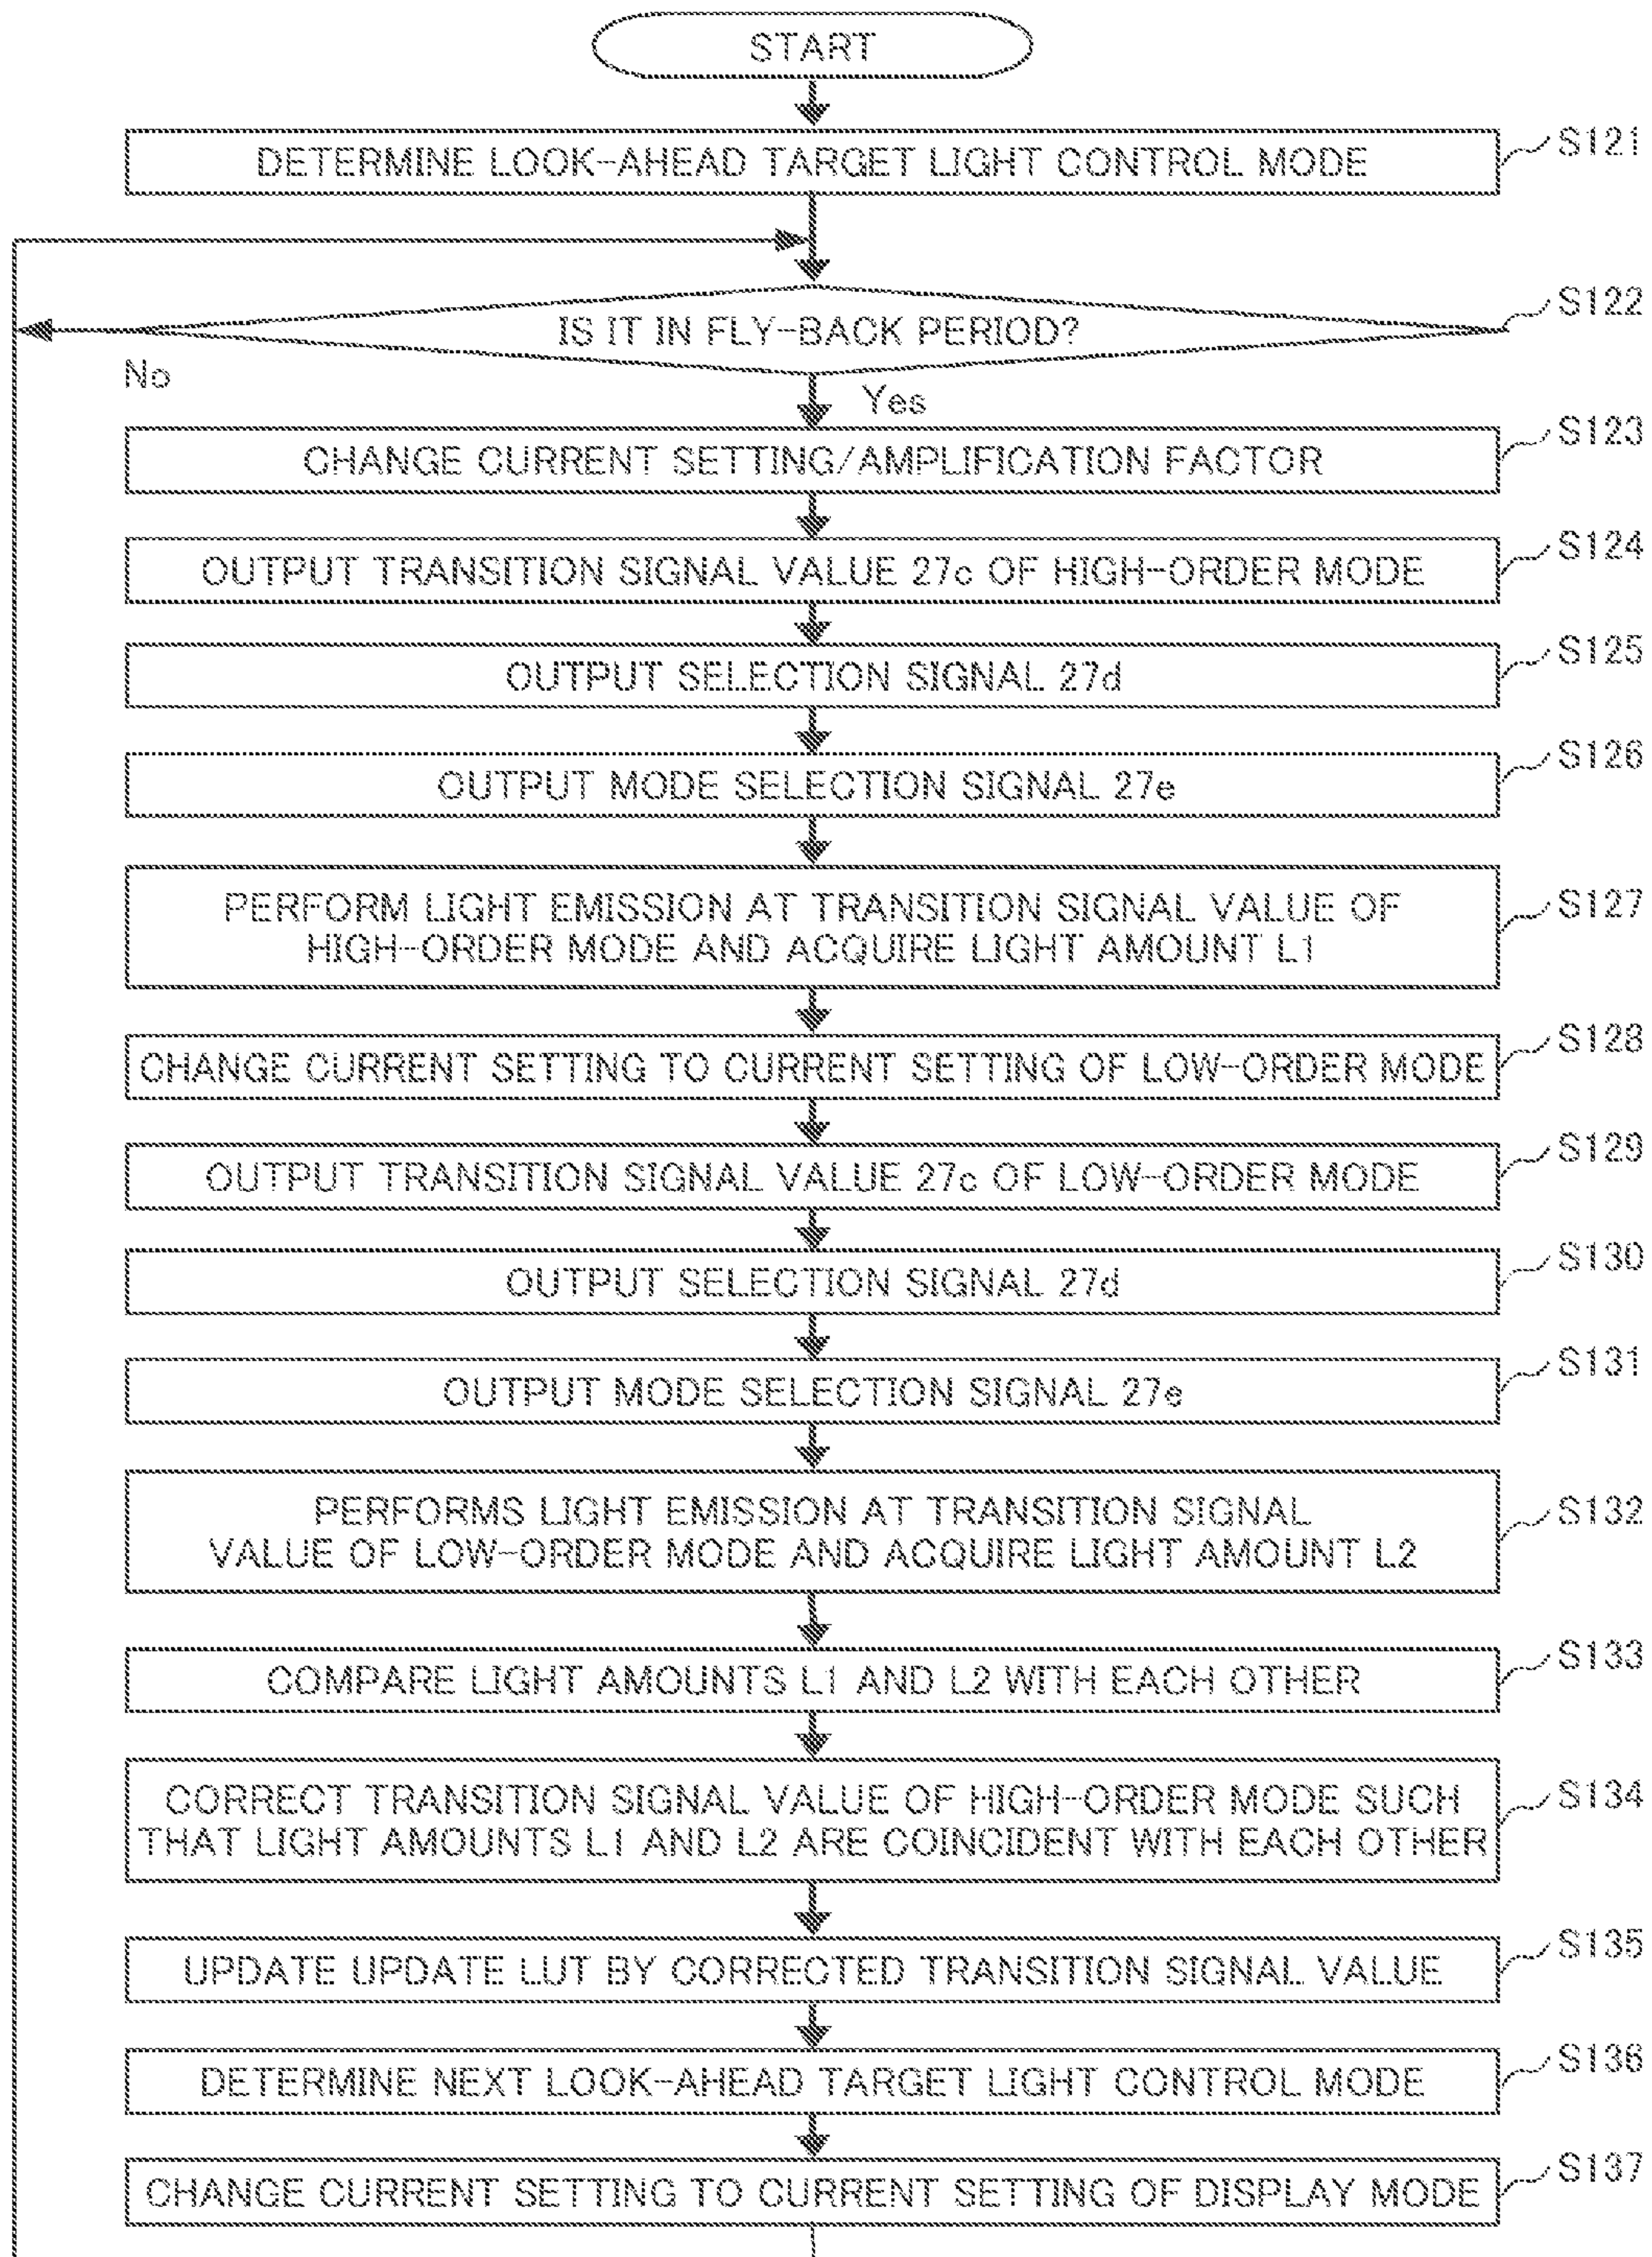 START
DETERMINE LOOK-AHEAD TARGET LIGHT CONTROL MODE
S121
IS IT IN FLY-BACK PERIOD?
S122
No
Yes
CHANGE CURRENT SETTING/AMPLIFICATION FACTOR
S123
OUTPUT TRANSITION SIGNAL VALUE 27c OF HIGH-ORDER MODE
S124
OUTPUT SELECTION SIGNAL 27d
S125
OUTPUT MODE SELECTION SIGNAL 27e
S126
PERFORM LIGHT EMISSION AT TRANSITION SIGNAL VALUE OF
HIGH-ORDER MODE AND ACQUIRE LIGHT AMOUNT L1
S127
CHANGE CURRENT SETTING TO CURRENT SETTING OF LOW-ORDER MODE
S128
OUTPUT TRANSITION SIGNAL VALUE 27c OF LOW-ORDER MODE
S129
OUTPUT SELECTION SIGNAL 27d
S130
OUTPUT MODE SELECTION SIGNAL 27e
S131
PERFORMS LIGHT EMISSION AT TRANSITION SIGNAL
VALUE OF LOW-ORDER MODE AND ACQUIRE LIGHT AMOUNT L2
S132
COMPARE LIGHT AMOUNTS L1 AND L2 WITH EACH OTHER
S133
CORRECT TRANSITION SIGNAL VALUE OF HIGH-ORDER MODE SUCH
THAT LIGHT AMOUNTS L1 AND L2 ARE COINCIDENT WITH EACH OTHER
S134
UPDATE UPDATE LUT BY CORRECTED TRANSITION SIGNAL VALUE
S135
DETERMINE NEXT LOOK-AHEAD TARGET LIGHT CONTROL MODE
S136
CHANGE CURRENT SETTING TO CURRENT SETTING OF DISPLAY MODE
S137